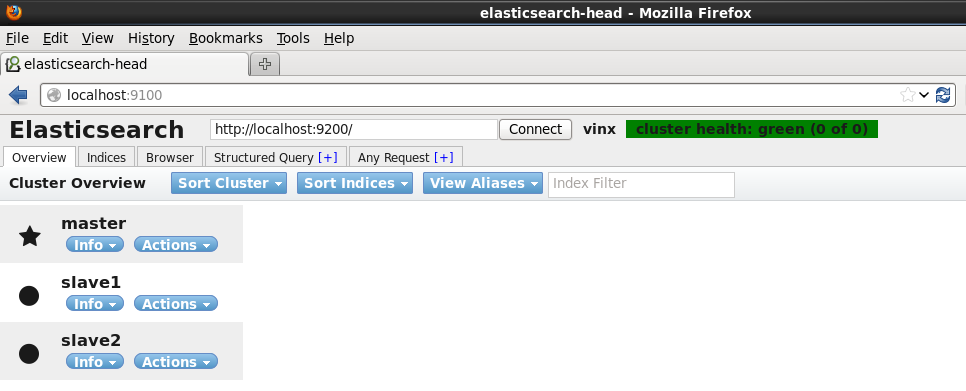 elasticsearch-head - Mozilla Firefox
File Edit View History Bookmarks Tools Help
elasticsearch-head
localhost:9100
Elasticsearch http://localhost:9200/ Connect vinx cluster health: green (0 of 0)
Overview Indices Browser Structured Query [+] Any Request [+]
Cluster Overview Sort Cluster Sort Indices View Aliases Index Filter
master
Info Actions
slave1
Info Actions
slave2
Info Actions